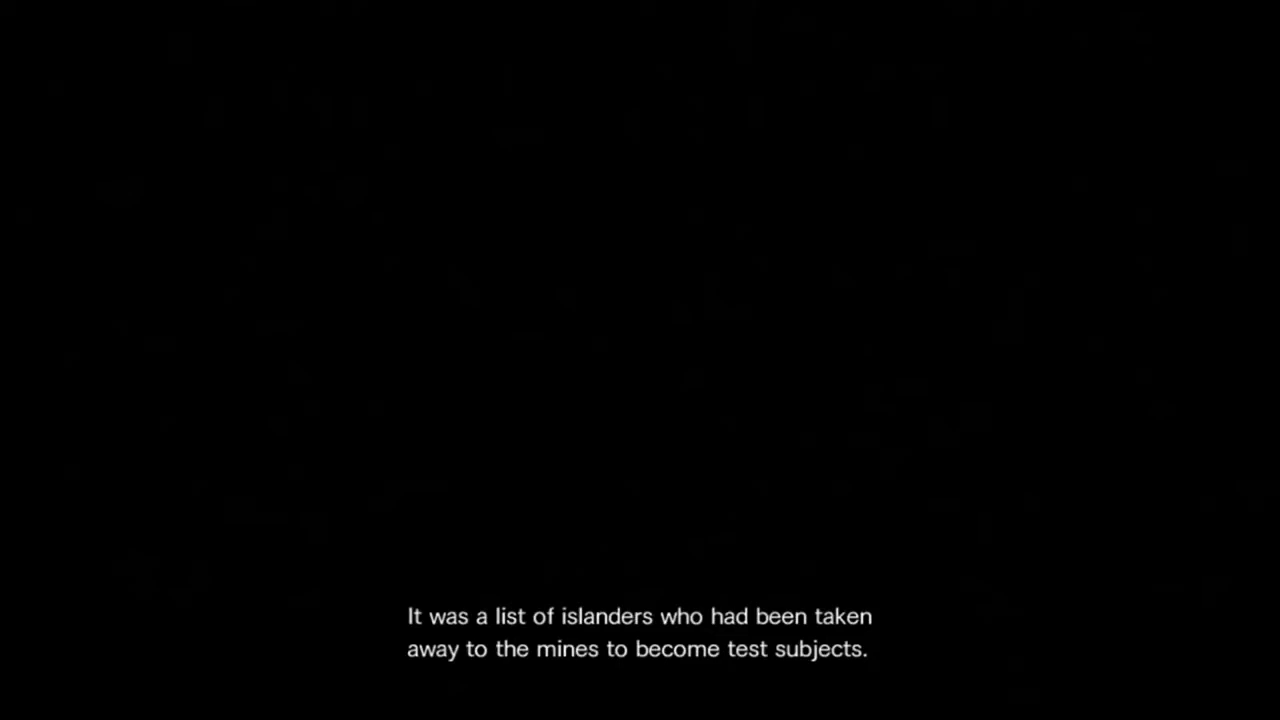 It was a list of islanders who had been taken
away to the mines to become test subjects.